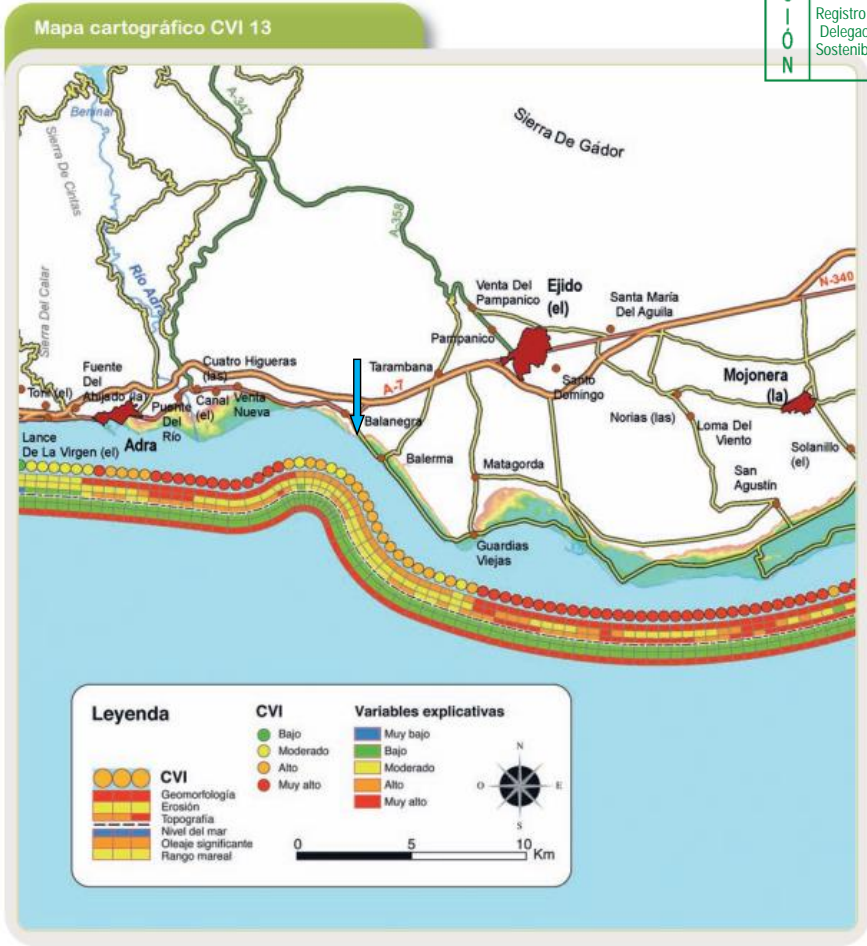 Mapa cartográfico CVI 13
I
Ó
N
Registro
Delegac
Sostenib
Beninar
Sierra De Cintas
Sierra Del Calar
Río Adra
A-347
A-358
Sierra De Gádor
N-340
Venta Del
Pampanico
Ejido
(el)
Santa María
Del Aguila
Pampanico
Cuatro Higueras
(las)
Tarambana
A-7
Santo
Domingo
Mojonera
(la)
Fuente
Del
Ahijado (la)
Toril (el)
Puente
Del
Río
Canal
(el)
Venta
Nueva
Balanegra
Norias (las)
Loma Del
Viento
Solanillo
(el)
Lance
De La Virgen (el)
Adra
Balerma
Matagorda
San
Agustín
Guardias
Viejas
Leyenda
CVI
Geomorfología
Erosión
Topografía
Nivel del mar
Oleaje significante
Rango mareal
CVI
Bajo
Moderado
Alto
Muy alto
Variables explicativas
Muy bajo
Bajo
Moderado
Alto
Muy alto
N
O
E
S
0 5 10
Km